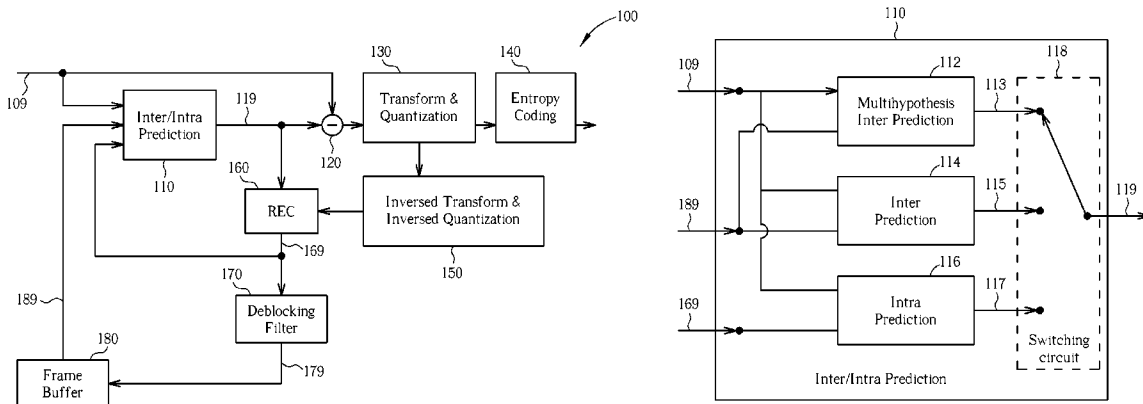 100
130
140
109
119
Transform &
Quantization
Entropy
Coding
Inter/Intra
Prediction
120
110
160
REC
Inversed Transform &
Inversed Quantization
169
150
170
189
Deblocking
Filter
180
179
Frame
Buffer
110
118
109
112
113
Multihypothesis
Inter Prediction
114
115
119
189
Inter
Prediction
116
117
169
Intra
Prediction
Switching
circuit
Inter/Intra Prediction